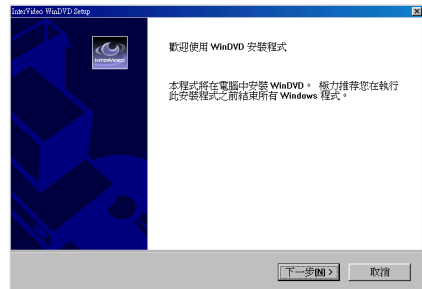 InterVideo WinDVD Setup
INTERVIDEO
歡迎使用 WinDVD 安裝程式
本程式將在電腦中安裝 WinDVD。 極力推荐您在執行
此安裝程式之前結束所有 Windows 程式。
下一步(N) >
取消